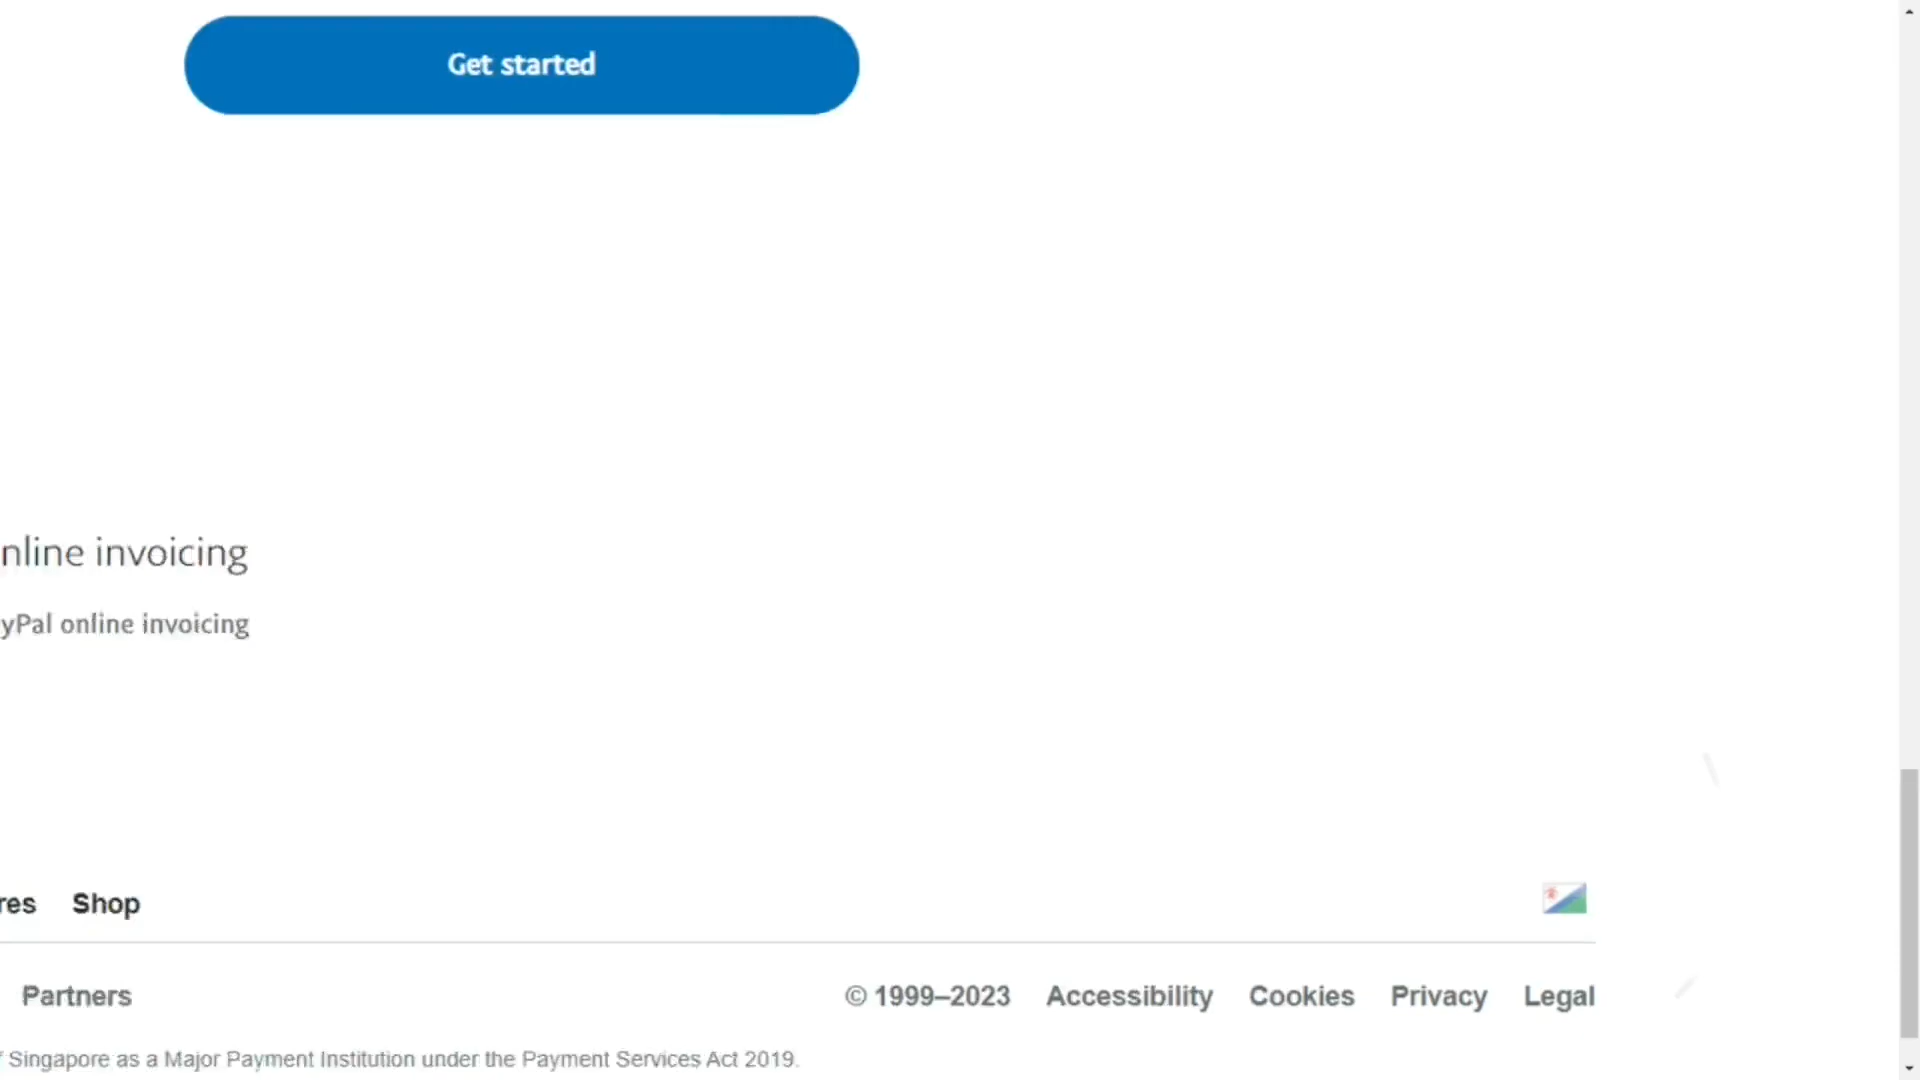 Get started
nline invoicing
yPal online invoicing
res Shop
Partners © 1999–2023 Accessibility Cookies Privacy Legal
Singapore as a Major Payment Institution under the Payment Services Act 2019.